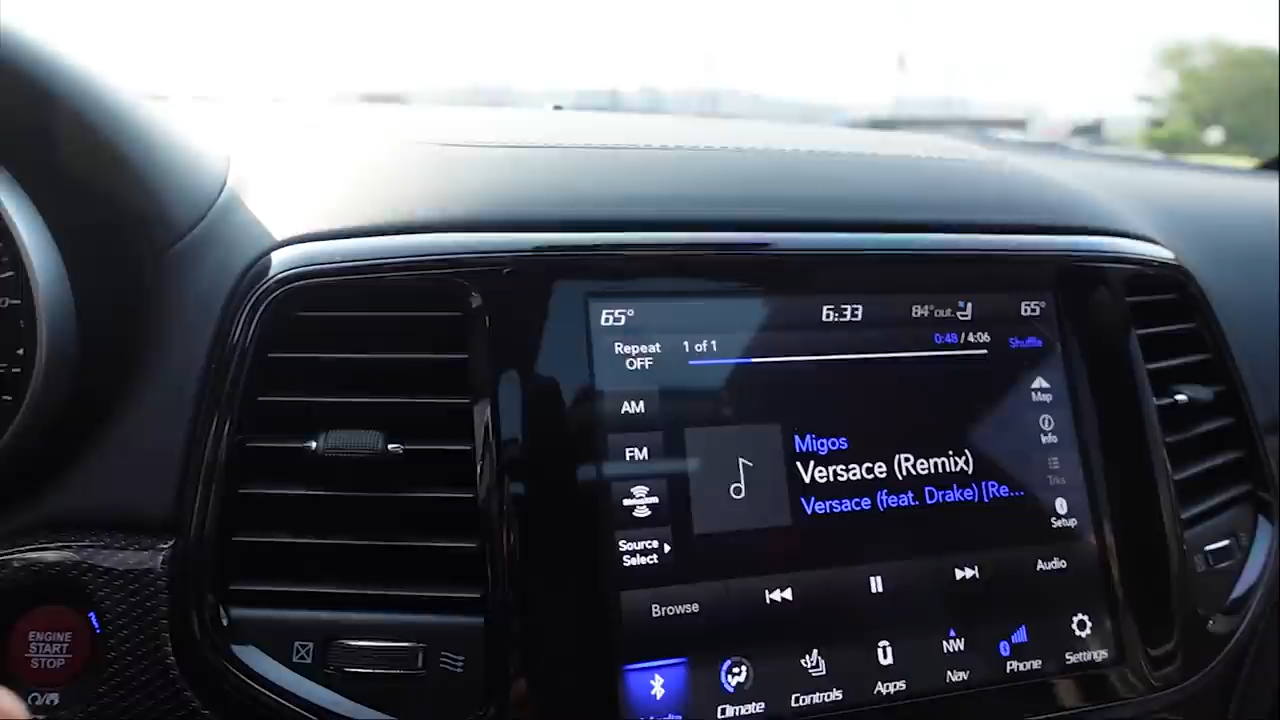 65° 6:33 84°out. 65°
Repeat
OFF
1 of 1
0:48 / 4:06
Shuffle
AM
FM
Source
Select
Migos
Versace (Remix)
Versace (feat. Drake) [Re...
Map
Info
Trks
Setup
Browse
Audio
Climate
Controls
Apps
NW
Nav
Phone
Settings
ENGINE
START
STOP